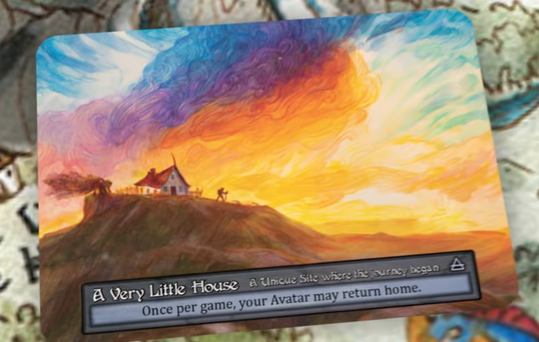 A Very Little House A Unique Site where the journey began
Once per game, your Avatar may return home.